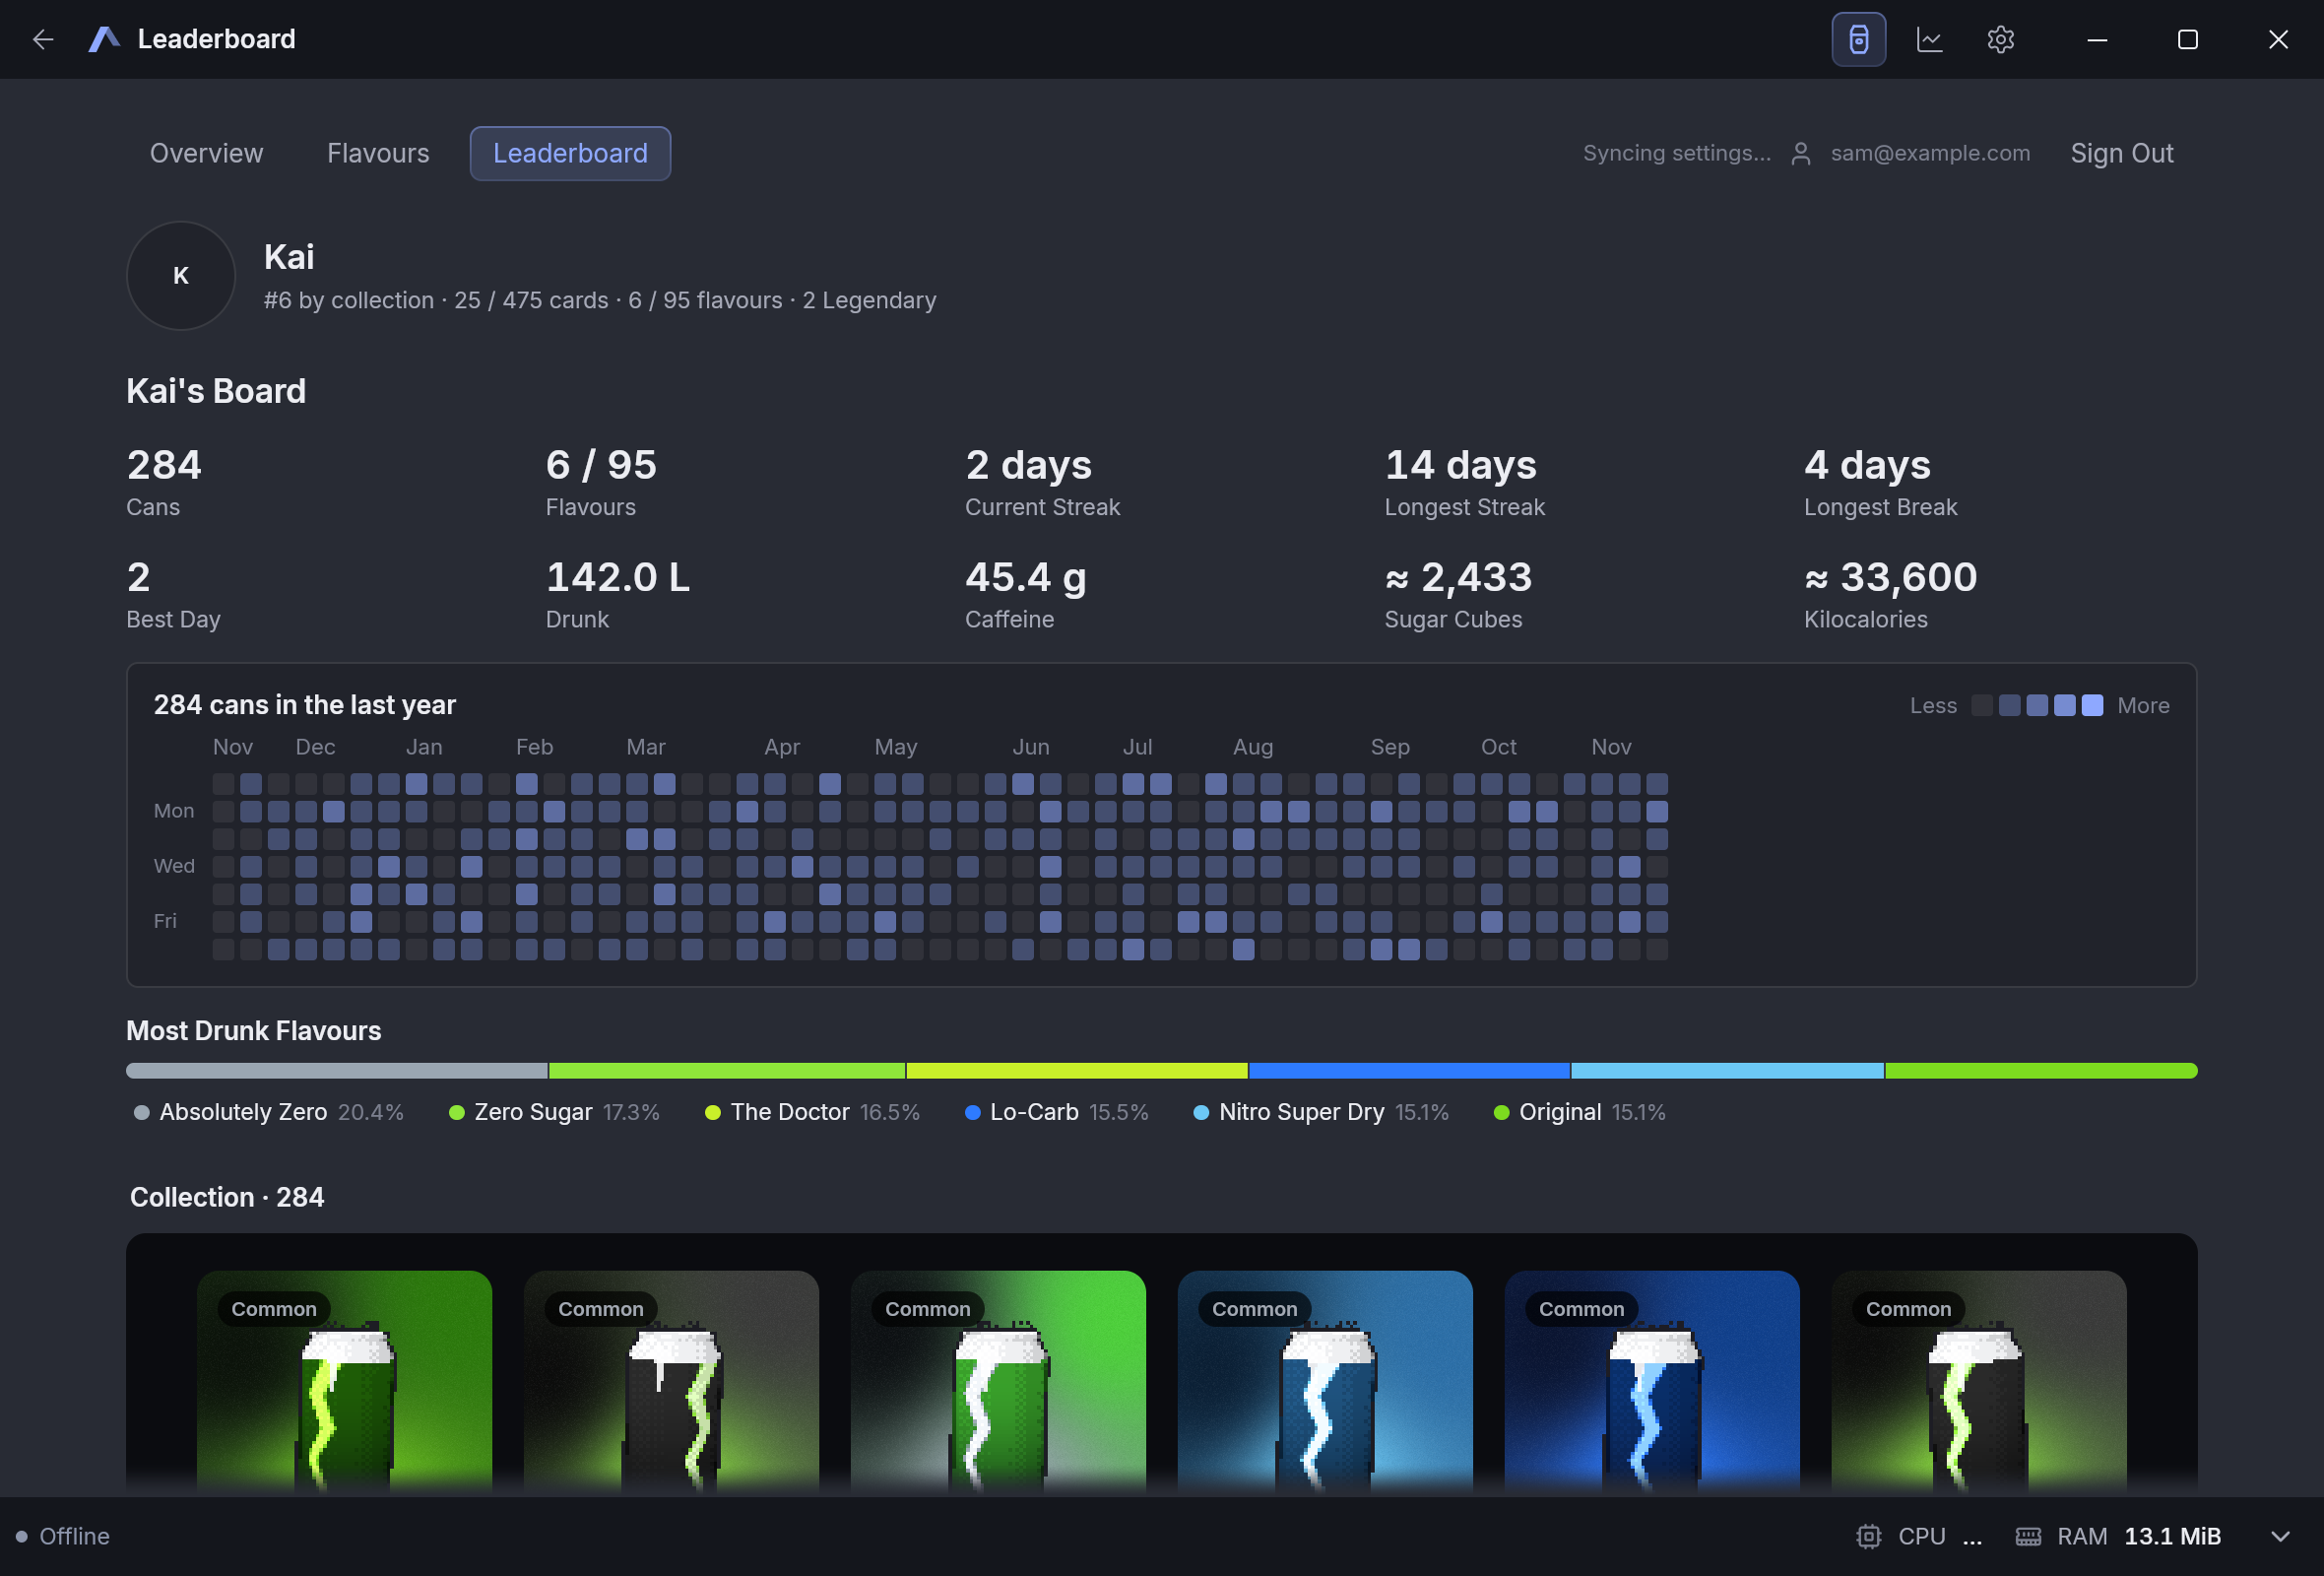 Leaderboard
Overview Flavours Leaderboard Syncing settings... sam@example.com Sign Out
K
Kai
#6 by collection · 25 / 475 cards · 6 / 95 flavours · 2 Legendary
Kai's Board
284 6 / 95 2 days 14 days 4 days
Cans Flavours Current Streak Longest Streak Longest Break
2 142.0 L 45.4 g ≈ 2,433 ≈ 33,600
Best Day Drunk Caffeine Sugar Cubes Kilocalories
284 cans in the last year Less More
Nov Dec Jan Feb Mar Apr May Jun Jul Aug Sep Oct Nov
Mon
Wed
Fri
Most Drunk Flavours
Absolutely Zero 20.4% Zero Sugar 17.3% The Doctor 16.5% Lo-Carb 15.5% Nitro Super Dry 15.1% Original 15.1%
Collection · 284
Common Common Common Common Common Common
Offline CPU ... RAM 13.1 MiB